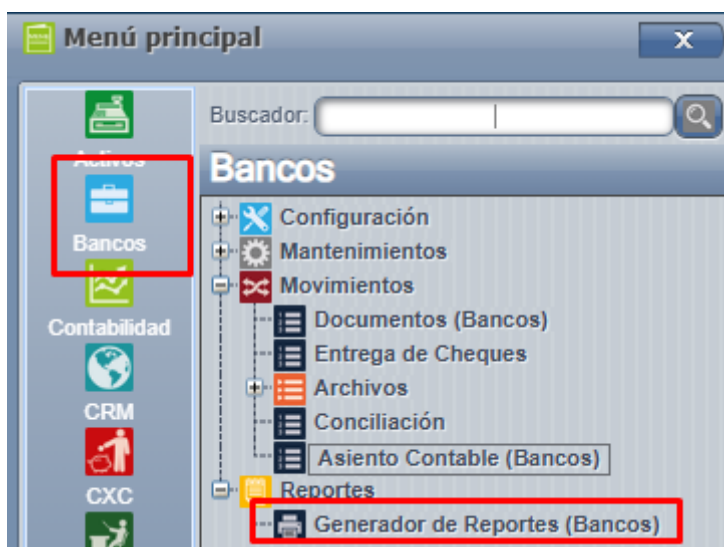 Menú principal
x
Activos
Bancos
Contabilidad
CRM
CXC
Buscador:
Bancos
Configuración
Mantenimientos
Movimientos
Documentos (Bancos)
Entrega de Cheques
Archivos
Conciliación
Asiento Contable (Bancos)
Reportes
Generador de Reportes (Bancos)